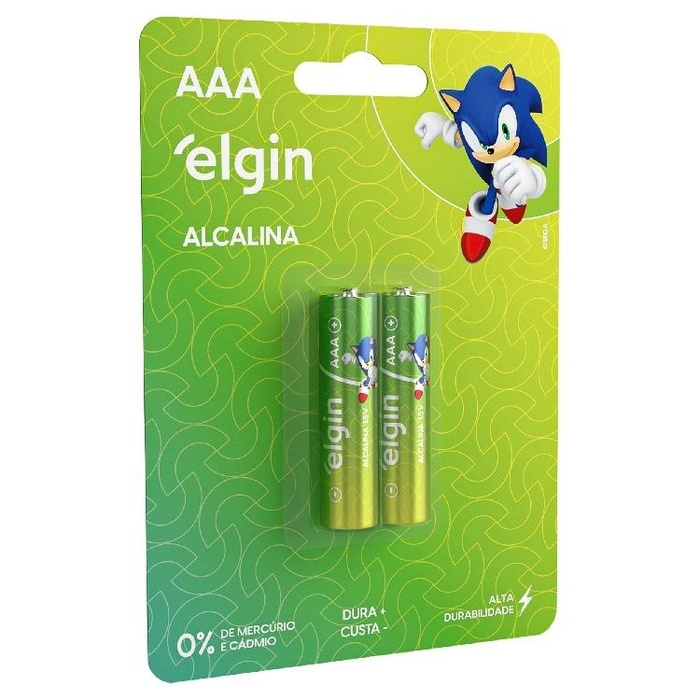 AAA
elgin
ALCALINA
©SEGA
AAA +
elgin
ALCALINA 1,5V
-
AAA +
elgin
ALCALINA 1,5V
-
0% DE MERCÚRIO
E CÁDMIO
DURA +
CUSTA -
ALTA
DURABILIDADE